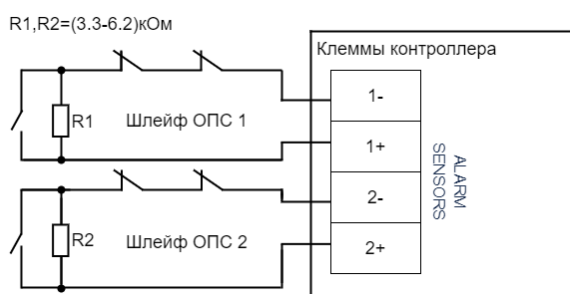 R1,R2=(3.3-6.2)кОм
Клеммы контроллера
1-
R1
Шлейф ОПС 1
1+
ALARM
SENSORS
2-
R2
Шлейф ОПС 2
2+